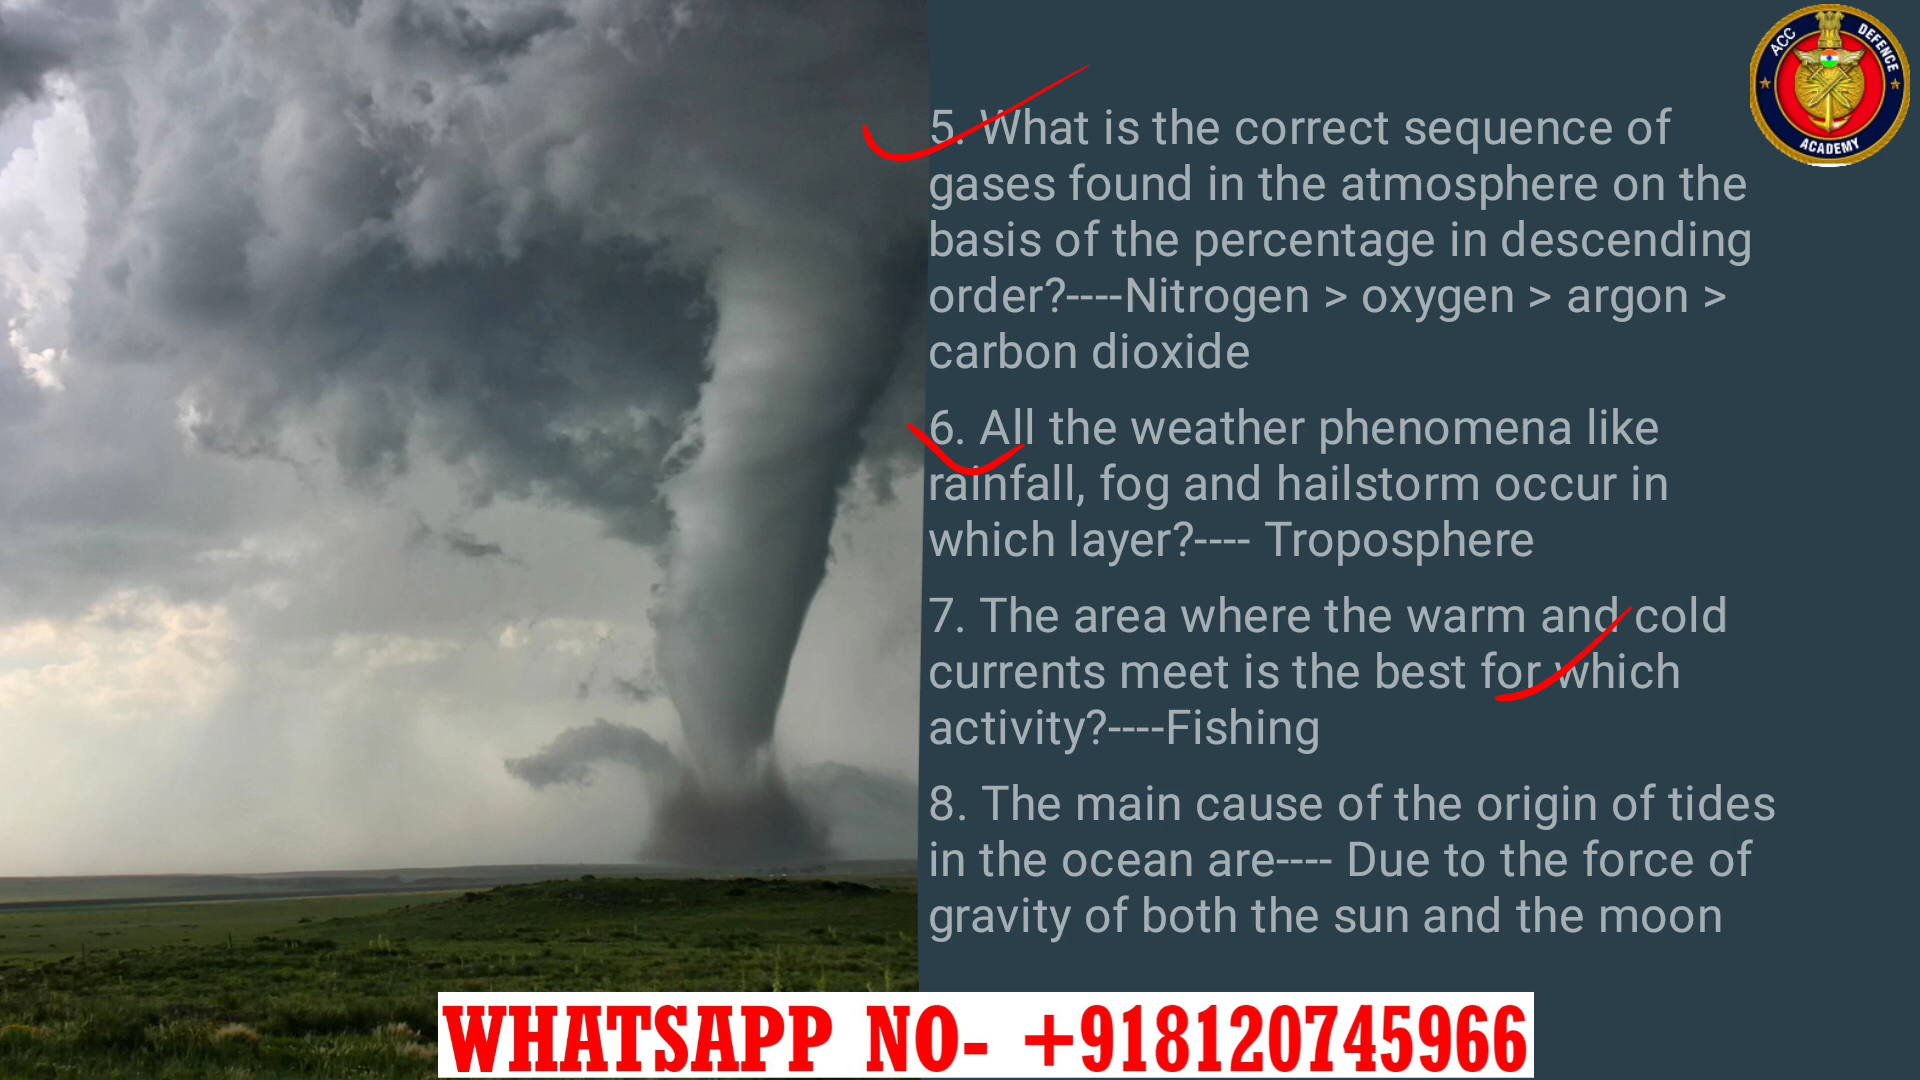 ACC DEFENCE
ACADEMY
5. What is the correct sequence of
gases found in the atmosphere on the
basis of the percentage in descending
order?----Nitrogen > oxygen > argon >
carbon dioxide
6. All the weather phenomena like
rainfall, fog and hailstorm occur in
which layer?---- Troposphere
7. The area where the warm and cold
currents meet is the best for which
activity?----Fishing
8. The main cause of the origin of tides
in the ocean are---- Due to the force of
gravity of both the sun and the moon
WHATSAPP NO- +918120745966